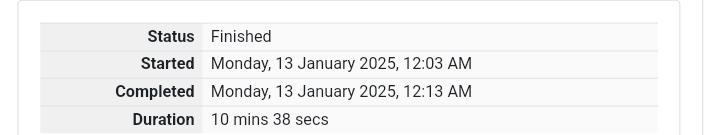 Status Finished
Started Monday, 13 January 2025, 12:03 AM
Completed Monday, 13 January 2025, 12:13 AM
Duration 10 mins 38 secs